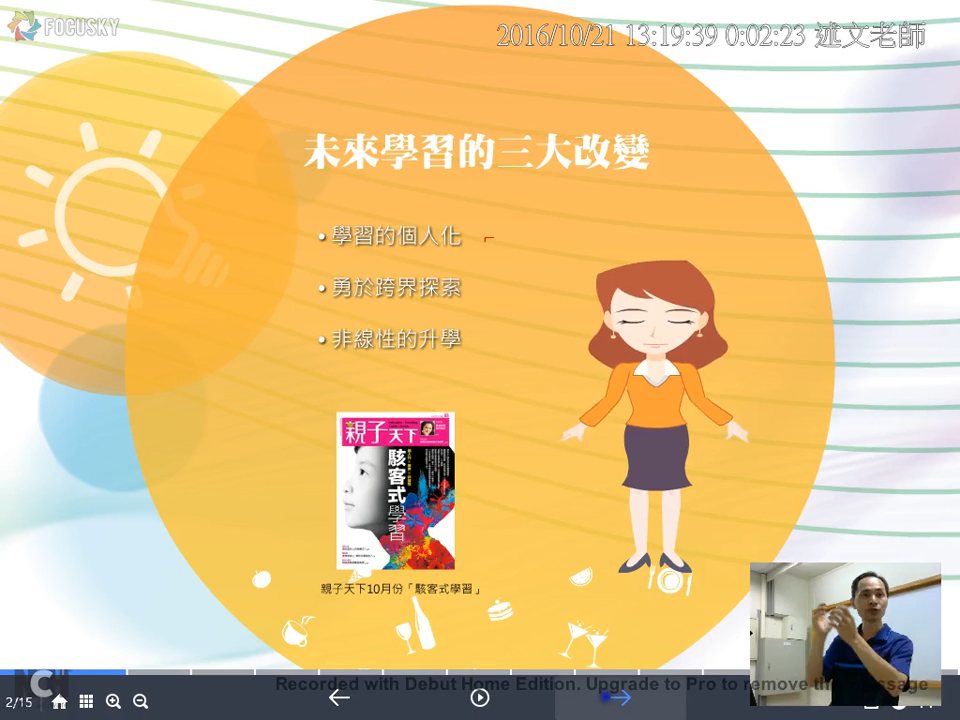 FOCUSKY
2016/10/21 13:19:39 0:02:23 述文老師
未來學習的三大改變
• 學習的個人化
• 勇於跨界探索
• 非線性的升學
親子天下
駭客式學習
親子天下10月份「駭客式學習」
2/15
Recorded with Debut Home Edition. Upgrade to Pro to remove this message